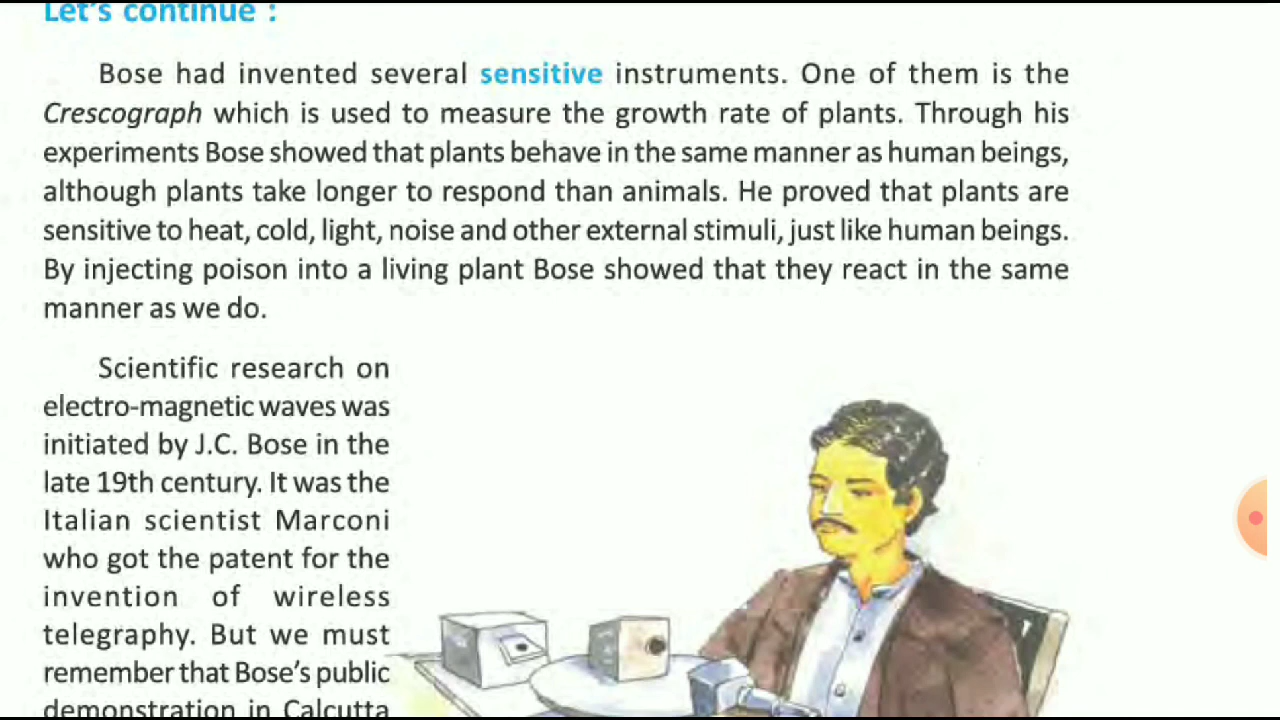 Let's continue :
Bose had invented several sensitive instruments. One of them is the
Crescograph which is used to measure the growth rate of plants. Through his
experiments Bose showed that plants behave in the same manner as human beings,
although plants take longer to respond than animals. He proved that plants are
sensitive to heat, cold, light, noise and other external stimuli, just like human beings.
By injecting poison into a living plant Bose showed that they react in the same
manner as we do.
Scientific research on
electro-magnetic waves was
initiated by J.C. Bose in the
late 19th century. It was the
Italian scientist Marconi
who got the patent for the
invention of wireless
telegraphy. But we must
remember that Bose's public
demonstration in Calcutta